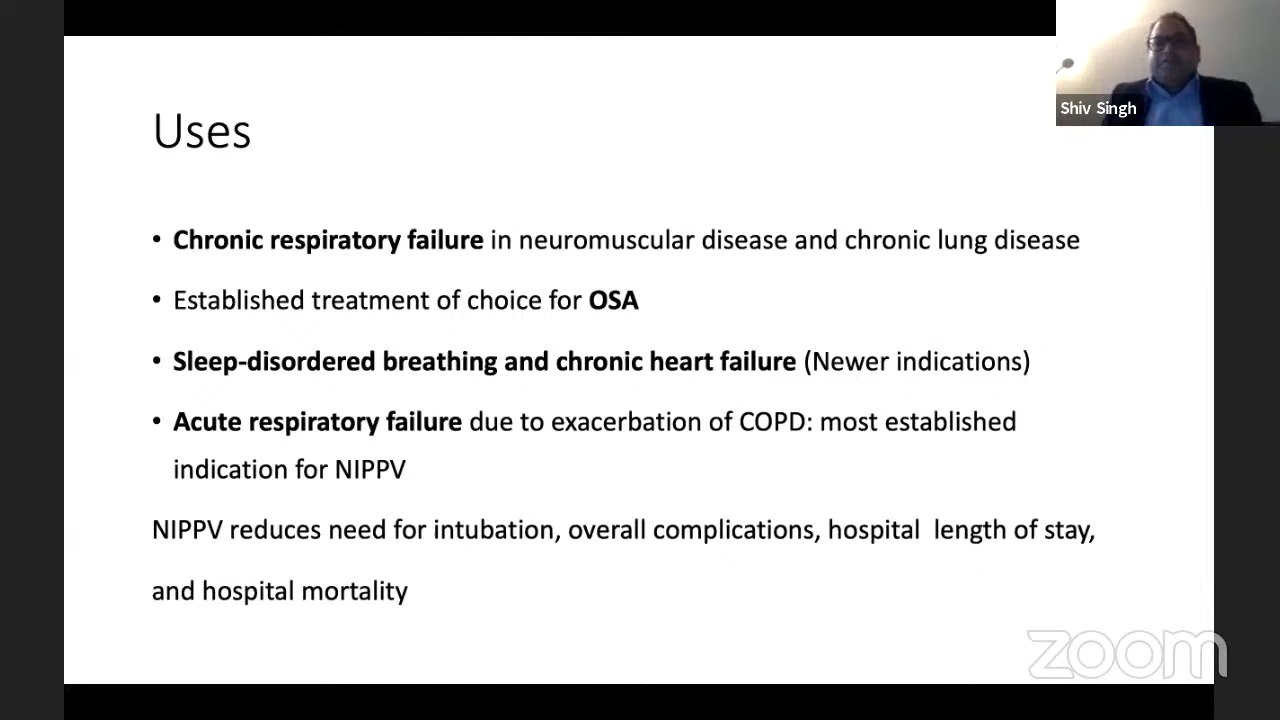 Shiv Singh
Uses
• Chronic respiratory failure in neuromuscular disease and chronic lung disease
• Established treatment of choice for OSA
• Sleep-disordered breathing and chronic heart failure (Newer indications)
• Acute respiratory failure due to exacerbation of COPD: most established
indication for NIPPV
NIPPV reduces need for intubation, overall complications, hospital length of stay,
and hospital mortality
zoom